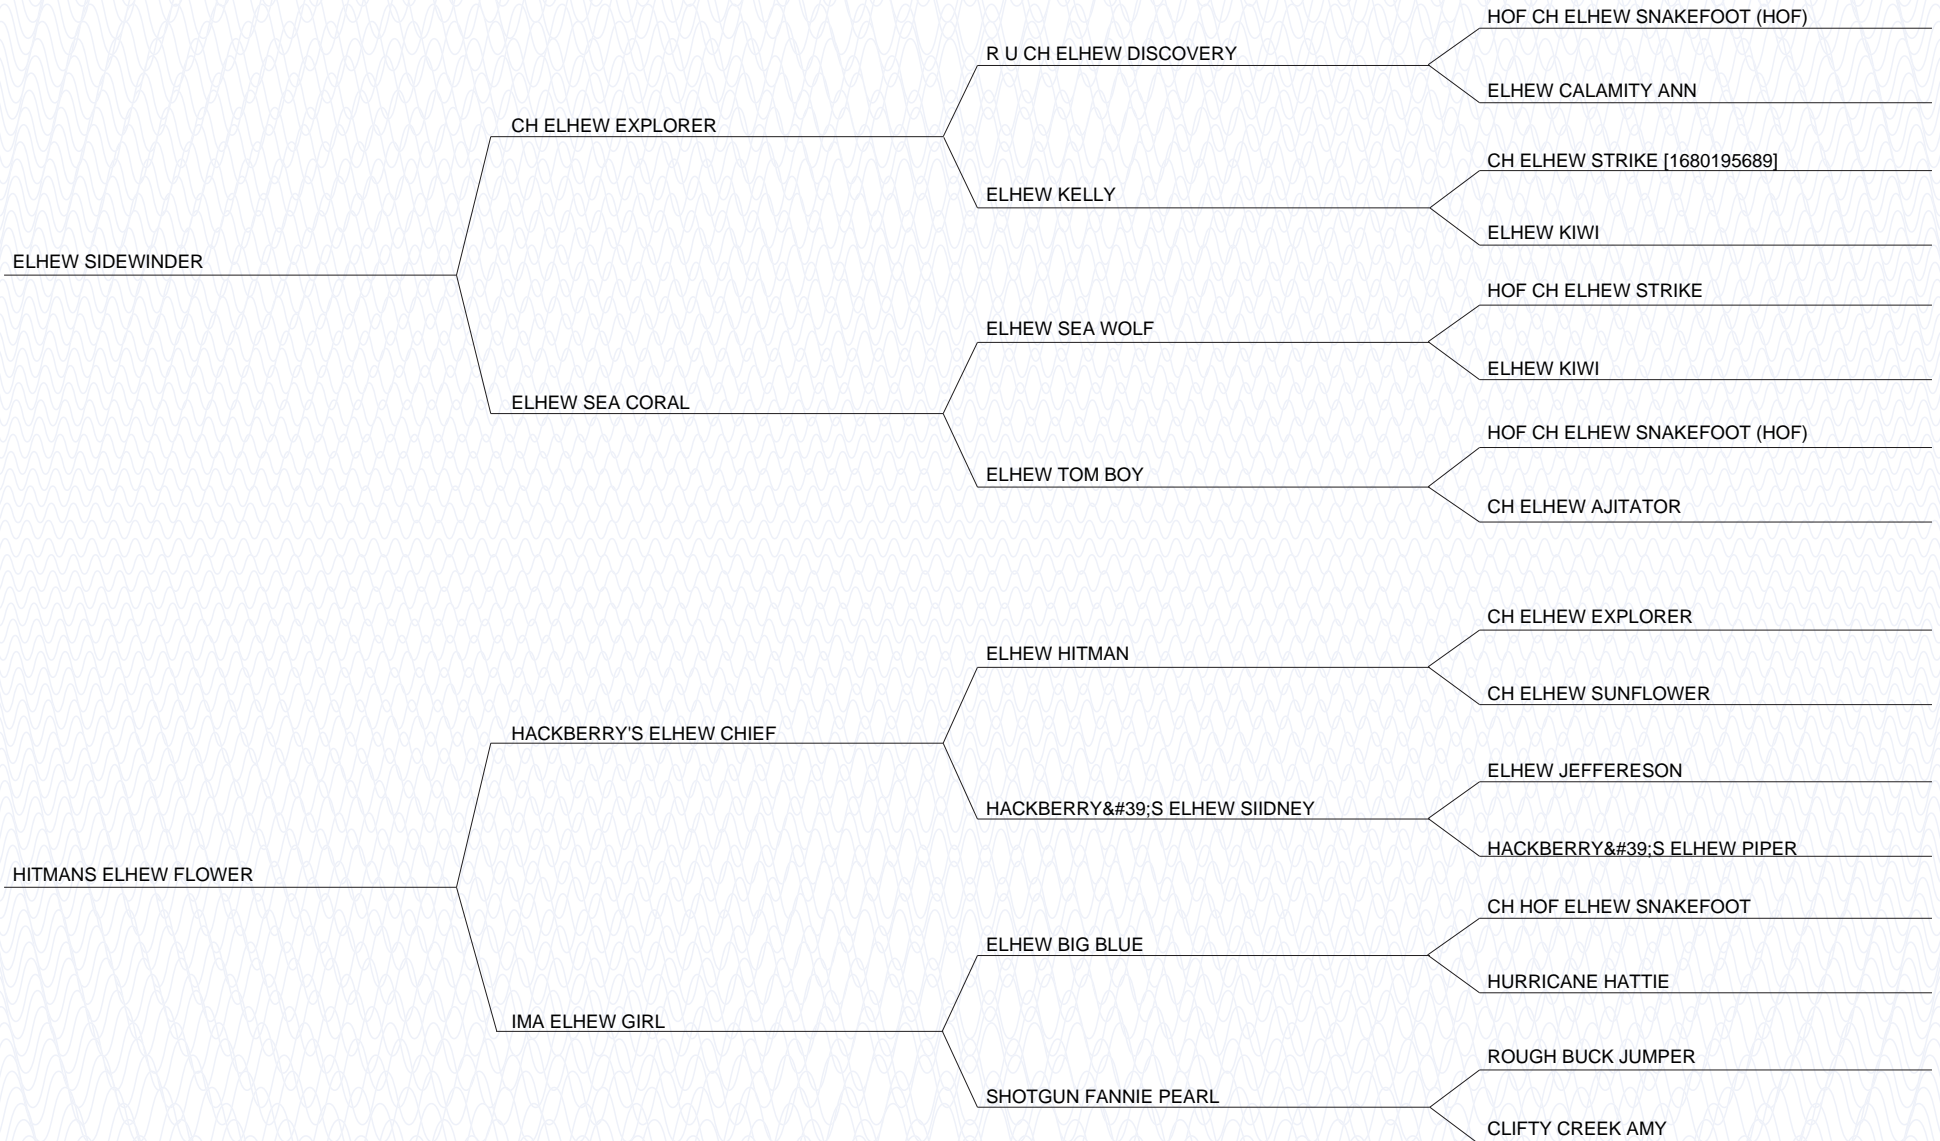 HOF CH ELHEW SNAKEFOOT (HOF)
R U CH ELHEW DISCOVERY
ELHEW CALAMITY ANN
CH ELHEW EXPLORER
CH ELHEW STRIKE [1680195689]
ELHEW KELLY
ELHEW KIWI
ELHEW SIDEWINDER
HOF CH ELHEW STRIKE
ELHEW SEA WOLF
ELHEW KIWI
ELHEW SEA CORAL
HOF CH ELHEW SNAKEFOOT (HOF)
ELHEW TOM BOY
CH ELHEW AJITATOR
CH ELHEW EXPLORER
ELHEW HITMAN
CH ELHEW SUNFLOWER
HACKBERRY'S ELHEW CHIEF
ELHEW JEFFERESON
HACKBERRY&#39;S ELHEW SIIDNEY
HACKBERRY&#39;S ELHEW PIPER
HITMANS ELHEW FLOWER
CH HOF ELHEW SNAKEFOOT
ELHEW BIG BLUE
HURRICANE HATTIE
IMA ELHEW GIRL
ROUGH BUCK JUMPER
SHOTGUN FANNIE PEARL
CLIFTY CREEK AMY